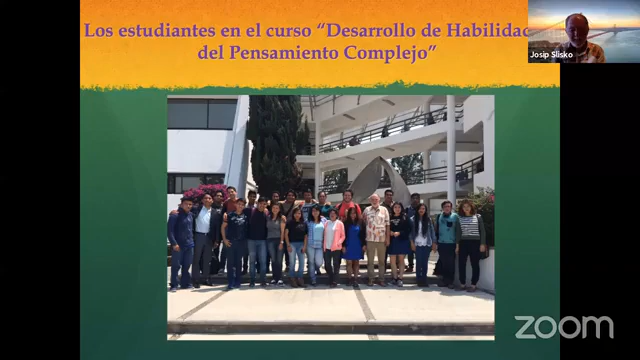 Los estudiantes en el curso “Desarrollo de Habilidad
del Pensamiento Complejo”
Josip Slisko
zoom